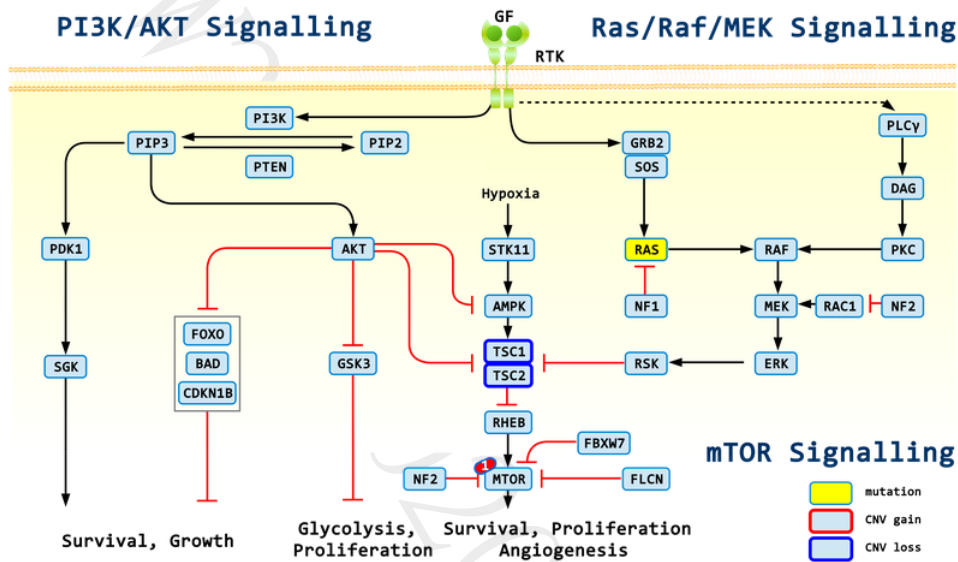 PI3K/AKT Signalling
GF
Ras/Raf/MEK Signalling
RTK
PI3K
PLCγ
PIP3
PIP2
GRB2
PTEN
SOS
Hypoxia
DAG
PDK1
AKT
STK11
RAS
RAF
PKC
AMPK
NF1
MEK
RAC1
NF2
FOXO
TSC1
BAD
GSK3
SGK
RSK
ERK
TSC2
CDKN1B
RHEB
FBXW7
mTOR Signalling
1
NF2
MTOR
FLCN
mutation
CNV gain
CNV loss
Survival, Growth
Glycolysis,
Proliferation
Survival, Proliferation
Angiogenesis